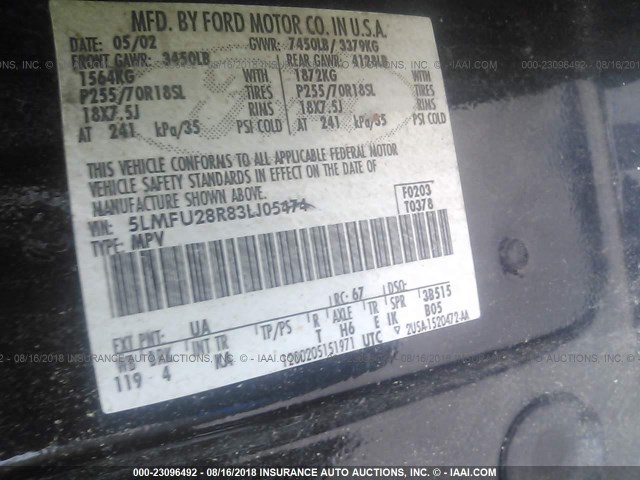 MFD. BY FORD MOTOR CO. IN U.S.A.
DATE: 05/02 GVWR: 7450LB/ 3379KG
FRONT GAWR: 3450LB REAR GAWR: 4128LB
1564KG WITH 1872KG WITH
P255/70R18SL TIRES P255/70R18SL TIRES
18X7.5J RIMS 18X7.5J RIMS
AT 241 kPa/35 PSI COLD AT 241 kPa/35 PSI COLD
THIS VEHICLE CONFORMS TO ALL APPLICABLE FEDERAL MOTOR
VEHICLE SAFETY STANDARDS IN EFFECT ON THE DATE OF
MANUFACTURE SHOWN ABOVE.
VIN: 5LMFU28R83LJ05474
TYPE: MPV
F0203
T0378
EXT PNT: UA RC: 67 DSO:
WB INT TR TP/PS R AXLE TR SPR 3B515
119 4 T H6 E IK B05
1200205151971 UTC 2U5A-1520472-AA
000-23096492 - 08/16/2018 INSURANCE AUTO AUCTIONS, INC. - © IAAI.COM